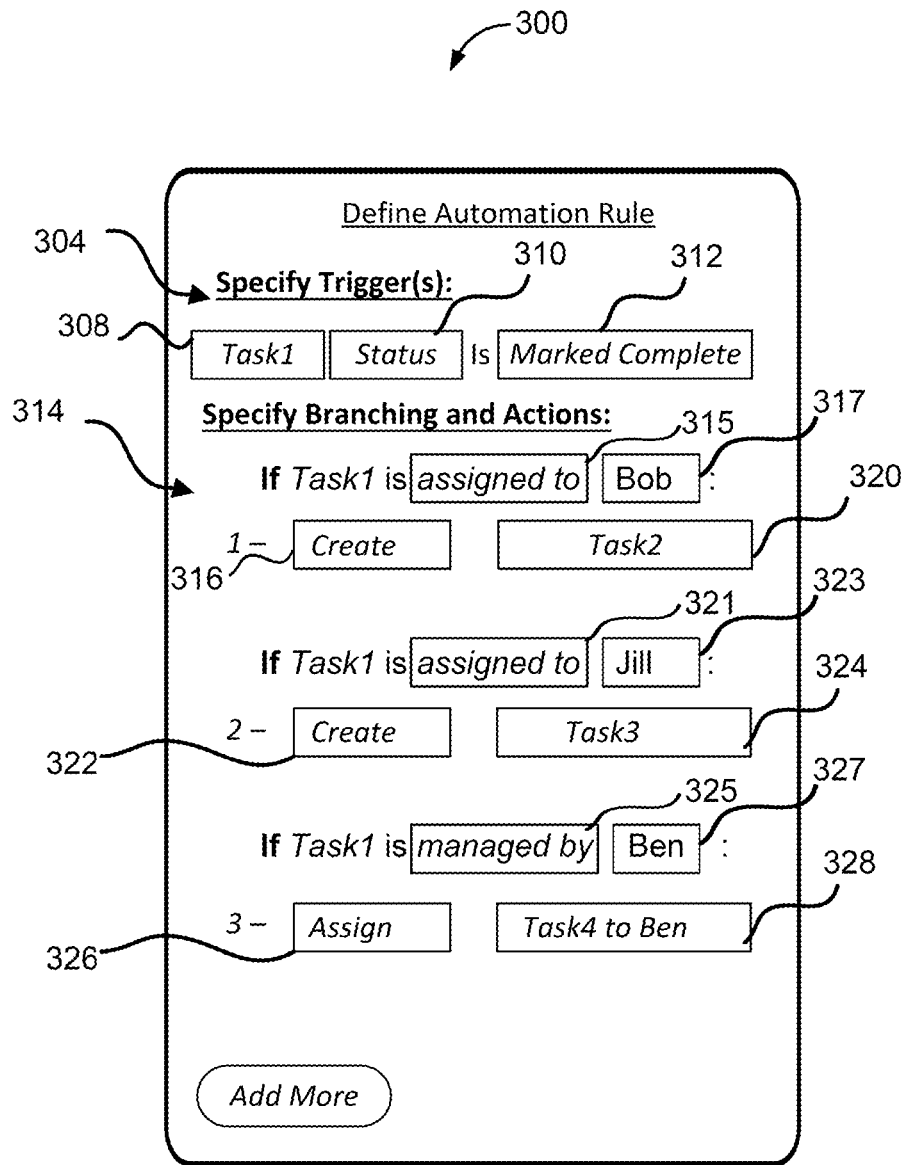 300
Define Automation Rule
304
310
312
Specify Trigger(s):
308
Task1 Status Is Marked Complete
314
Specify Branching and Actions:
315
317
If Task1 is assigned to Bob :
320
1 – Create Task2
316
321
323
If Task1 is assigned to Jill :
324
2 – Create Task3
322
325
327
If Task1 is managed by Ben :
328
3 – Assign Task4 to Ben
326
Add More